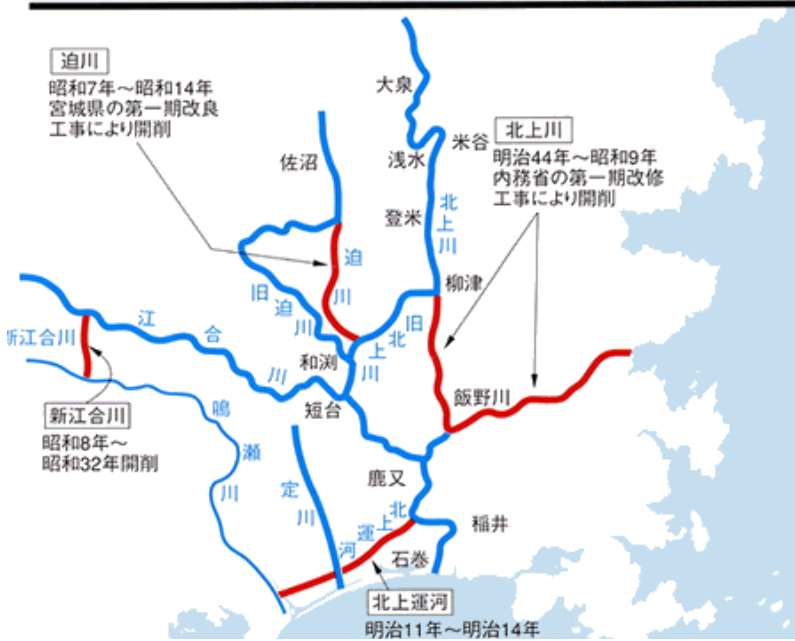 迫川
昭和7年～昭和14年
宮城県の第一期改良
工事により開削
大泉
米谷
浅水
北上川
明治44年～昭和9年
内務省の第一期改修
工事により開削
佐沼
登米
北上川
迫川
柳津
旧迫川
旧北上川
新江合川
江合川
和渕
短台
飯野川
新江合川
昭和8年～
昭和32年開削
鳴瀬川
定川
鹿又
北上運河
稲井
石巻
北上運河
明治11年～明治14年